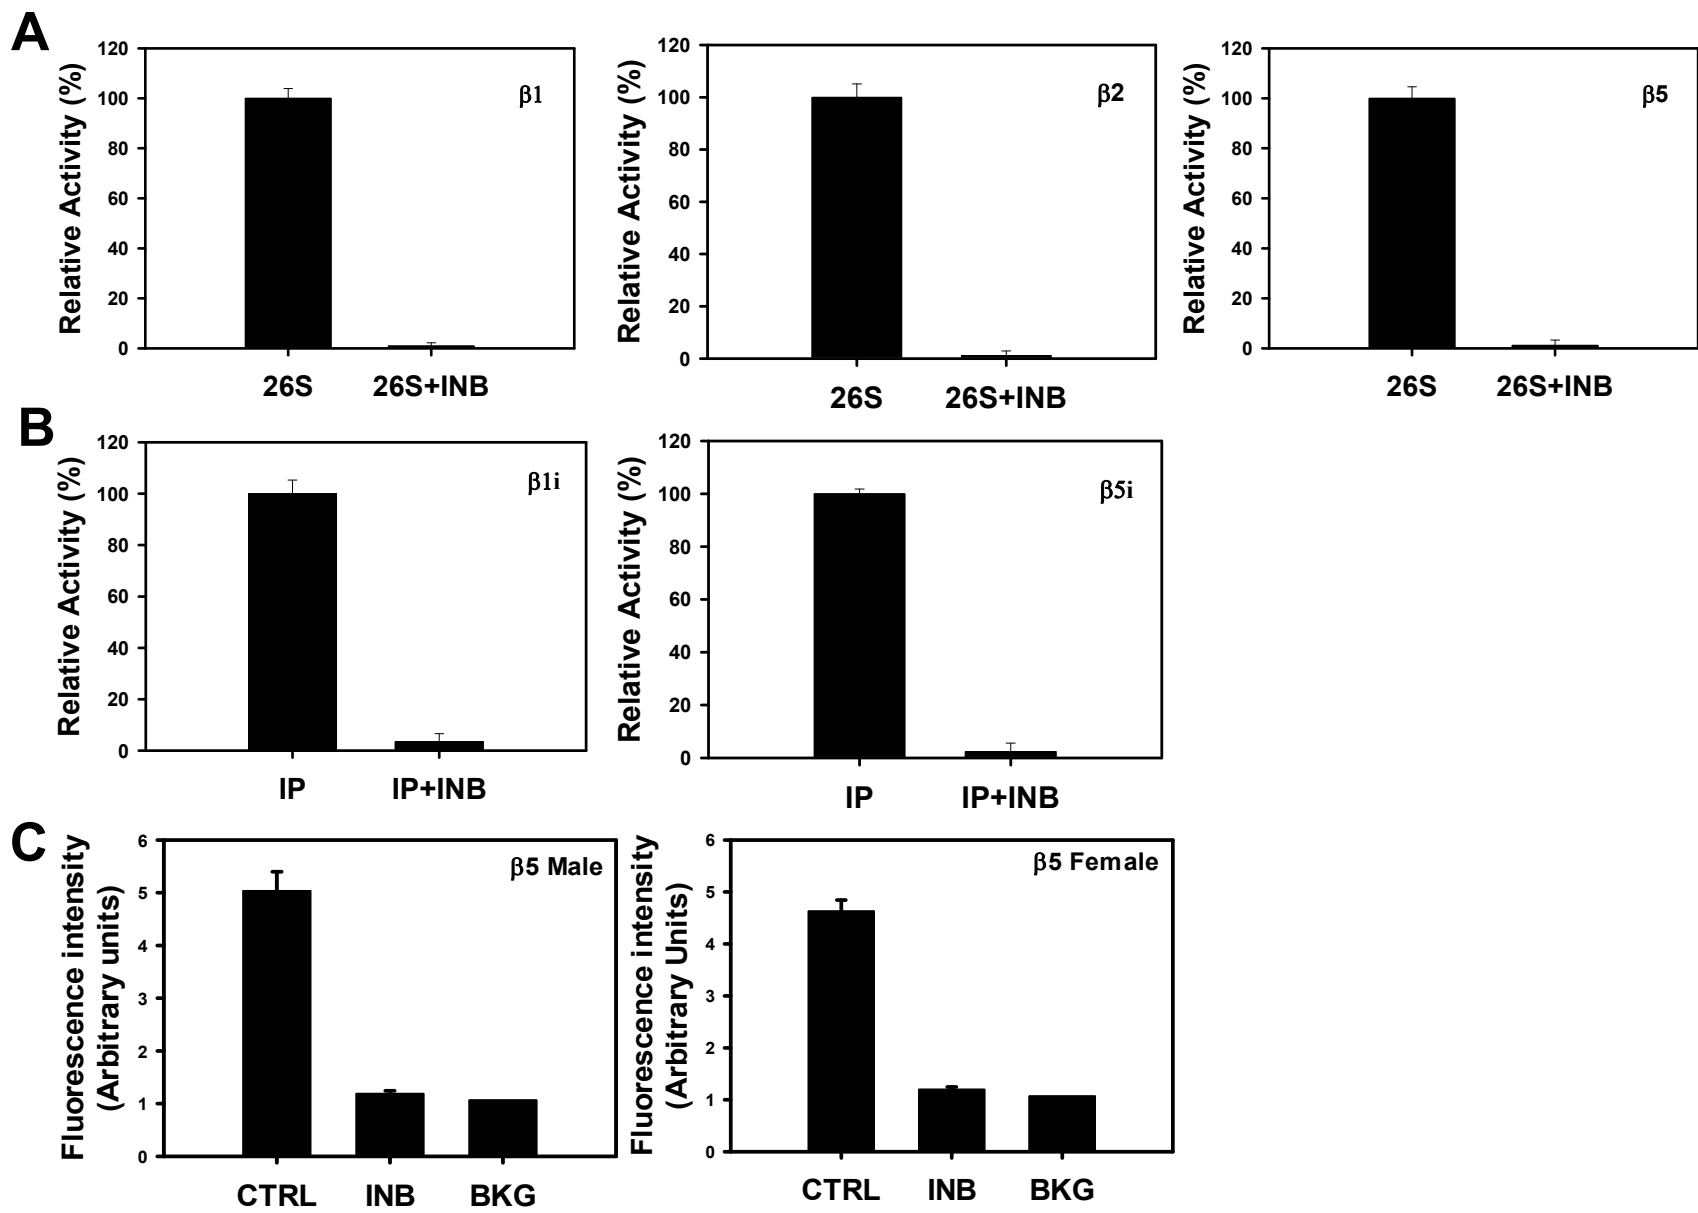 A
Relative Activity (%)
120
100
80
60
40
20
0
β1
26S
26S+INB
Relative Activity (%)
120
100
80
60
40
20
0
β2
26S
26S+INB
Relative Activity (%)
120
100
80
60
40
20
0
β5
26S
26S+INB
B
Relative Activity (%)
120
100
80
60
40
20
0
β1i
IP
IP+INB
Relative Activity (%)
120
100
80
60
40
20
0
β5i
IP
IP+INB
C
Fluorescence intensity
(Arbitrary units)
6
5
4
3
2
1
0
β5 Male
CTRL
INB
BKG
Fluorescence intensity
(Arbitrary Units)
6
5
4
3
2
1
0
β5 Female
CTRL
INB
BKG